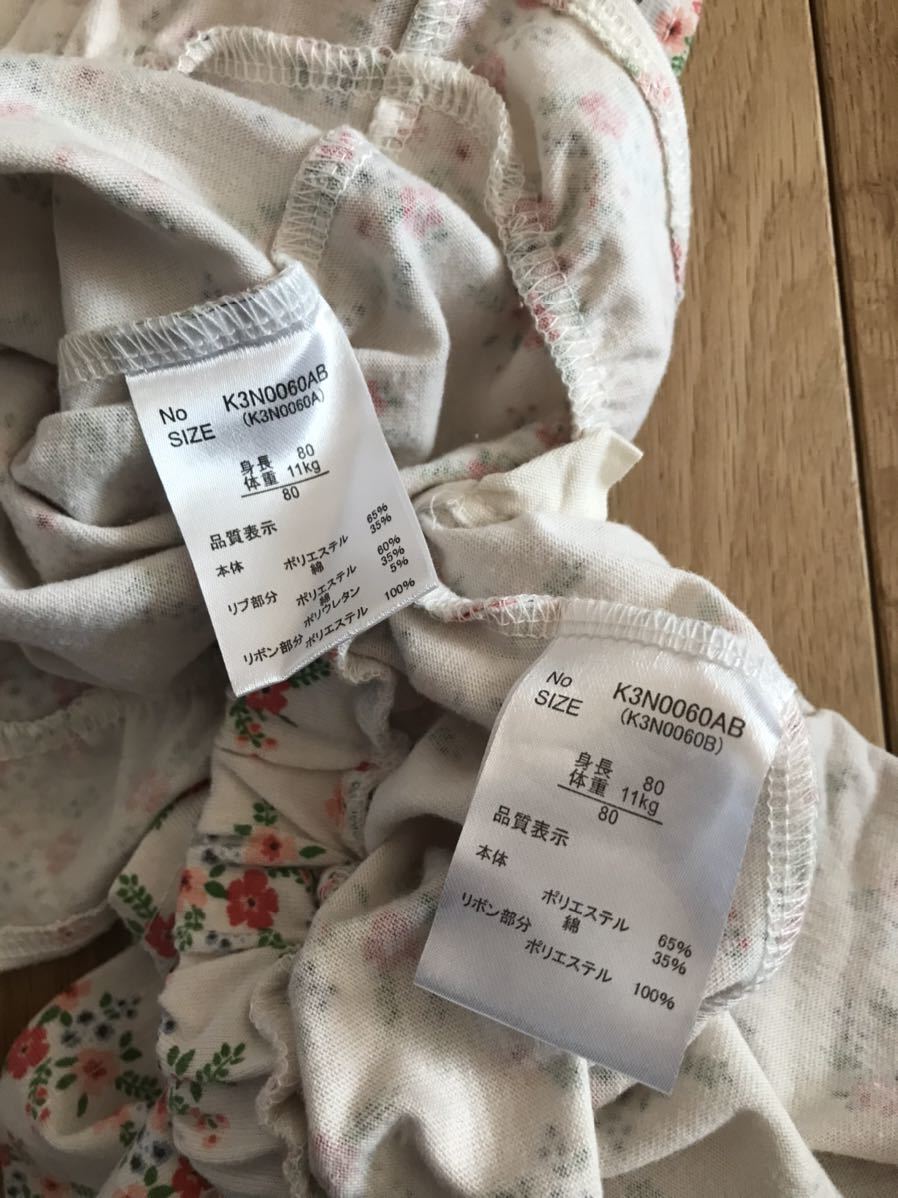 No K3N0060AB
SIZE (K3N0060A)
身長 80
体重 11kg
80
品質表示
本体 ポリエステル 65%
綿 35%
リブ部分 ポリエステル 60%
綿 35%
ポリウレタン 5%
リボン部分 ポリエステル 100%
No K3N0060AB
SIZE (K3N0060B)
身長 80
体重 11kg
80
品質表示
本体
ポリエステル 65%
リボン部分 綿 35%
ポリエステル 100%